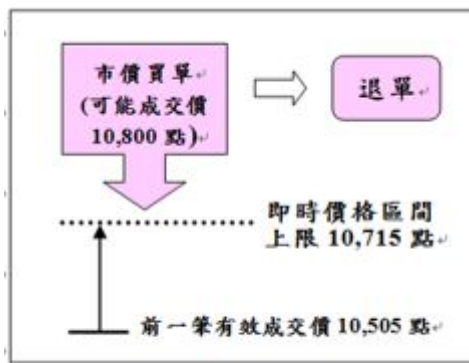 市價買單
(可能成交價
10,800 點)
退單
即時價格區間
上限 10,715 點
前一筆有效成交價 10,505 點